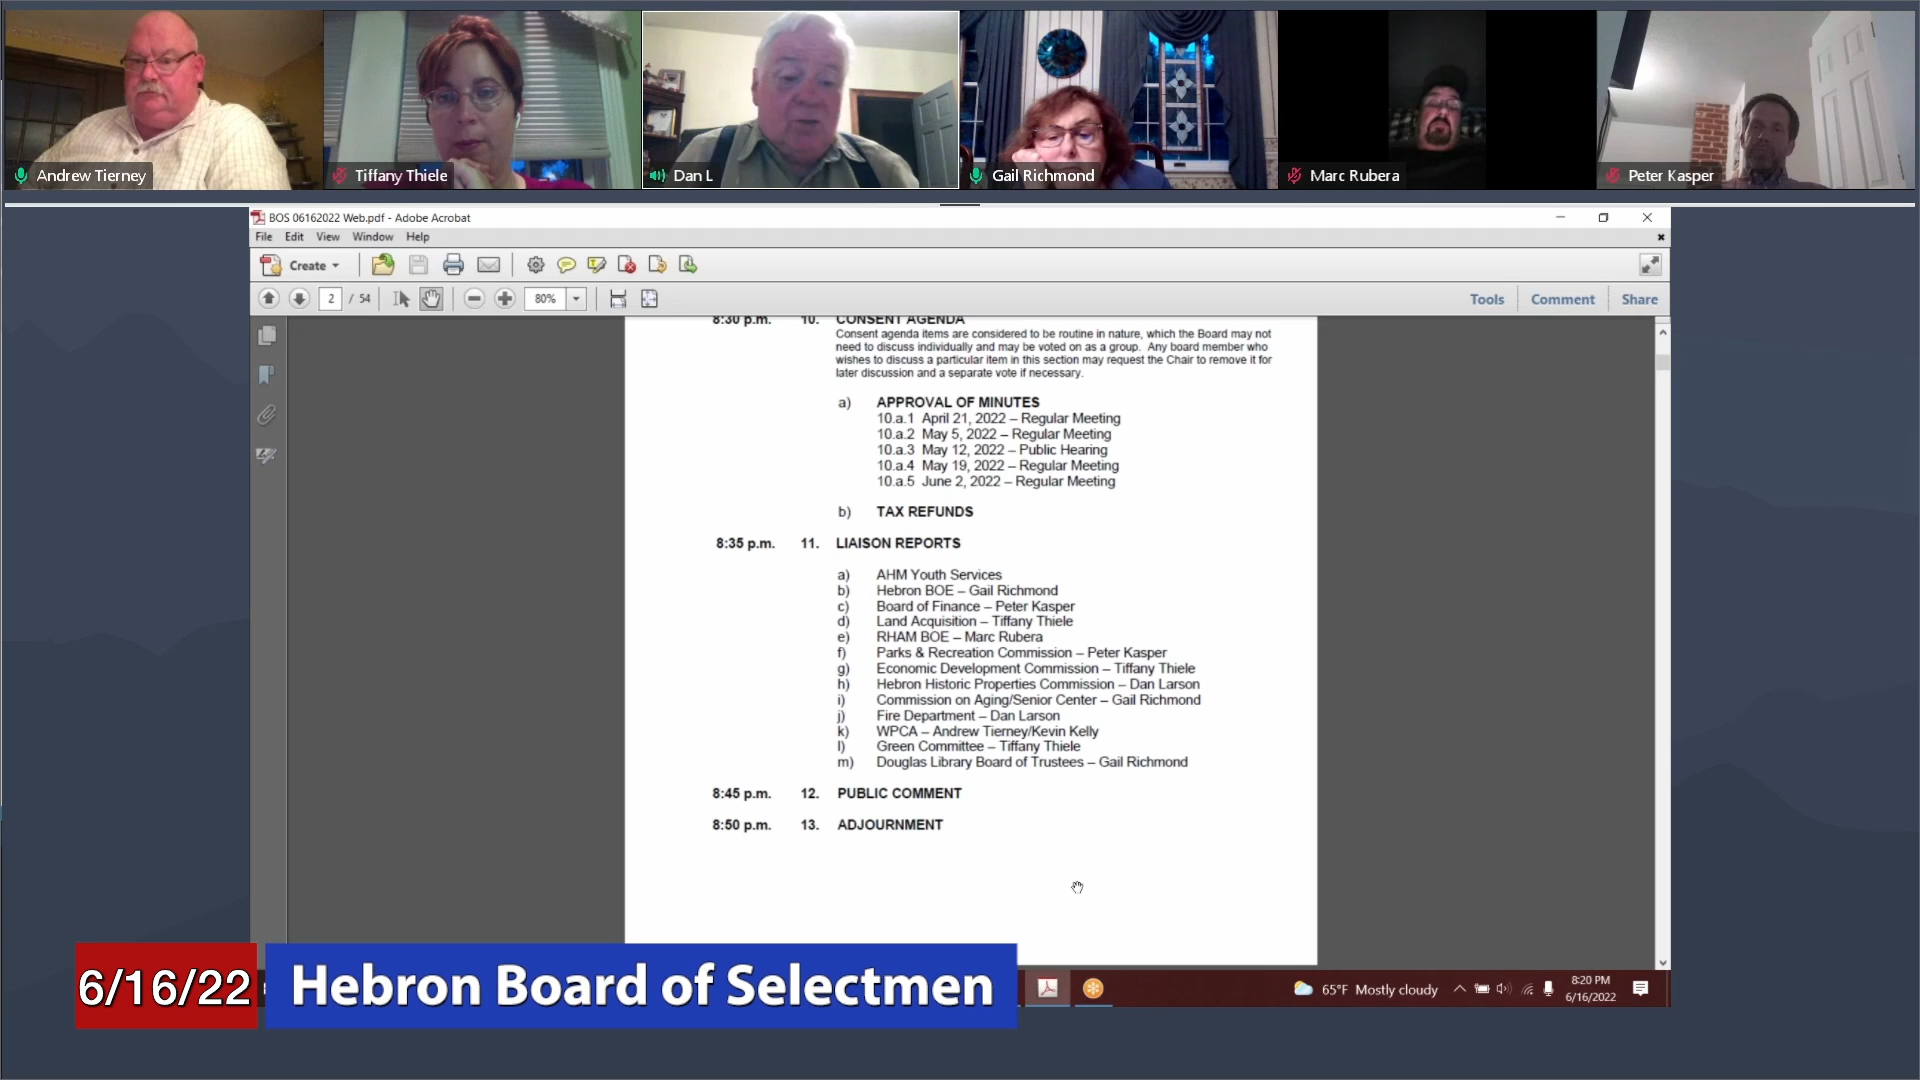 Andrew Tierney
Tiffany Thiele
Dan L
Gail Richmond
Marc Rubera
Peter Kasper
BOS 06162022 Web.pdf - Adobe Acrobat
File Edit View Window Help
Create
2 / 54 80% Tools Comment Share
8:30 p.m. 10. CONSENT AGENDA
Consent agenda items are considered to be routine in nature, which the Board may not
need to discuss individually and may be voted on as a group. Any board member who
wishes to discuss a particular item in this section may request the Chair to remove it for
later discussion and a separate vote if necessary.
a) APPROVAL OF MINUTES
10.a.1 April 21, 2022 – Regular Meeting
10.a.2 May 5, 2022 – Regular Meeting
10.a.3 May 12, 2022 – Public Hearing
10.a.4 May 19, 2022 – Regular Meeting
10.a.5 June 2, 2022 – Regular Meeting
b) TAX REFUNDS
8:35 p.m. 11. LIAISON REPORTS
a) AHM Youth Services
b) Hebron BOE – Gail Richmond
c) Board of Finance – Peter Kasper
d) Land Acquisition – Tiffany Thiele
e) RHAM BOE – Marc Rubera
f) Parks & Recreation Commission – Peter Kasper
g) Economic Development Commission – Tiffany Thiele
h) Hebron Historic Properties Commission – Dan Larson
i) Commission on Aging/Senior Center – Gail Richmond
j) Fire Department – Dan Larson
k) WPCA – Andrew Tierney/Kevin Kelly
l) Green Committee – Tiffany Thiele
m) Douglas Library Board of Trustees – Gail Richmond
8:45 p.m. 12. PUBLIC COMMENT
8:50 p.m. 13. ADJOURNMENT
6/16/22 Hebron Board of Selectmen
65°F Mostly cloudy
8:20 PM
6/16/2022